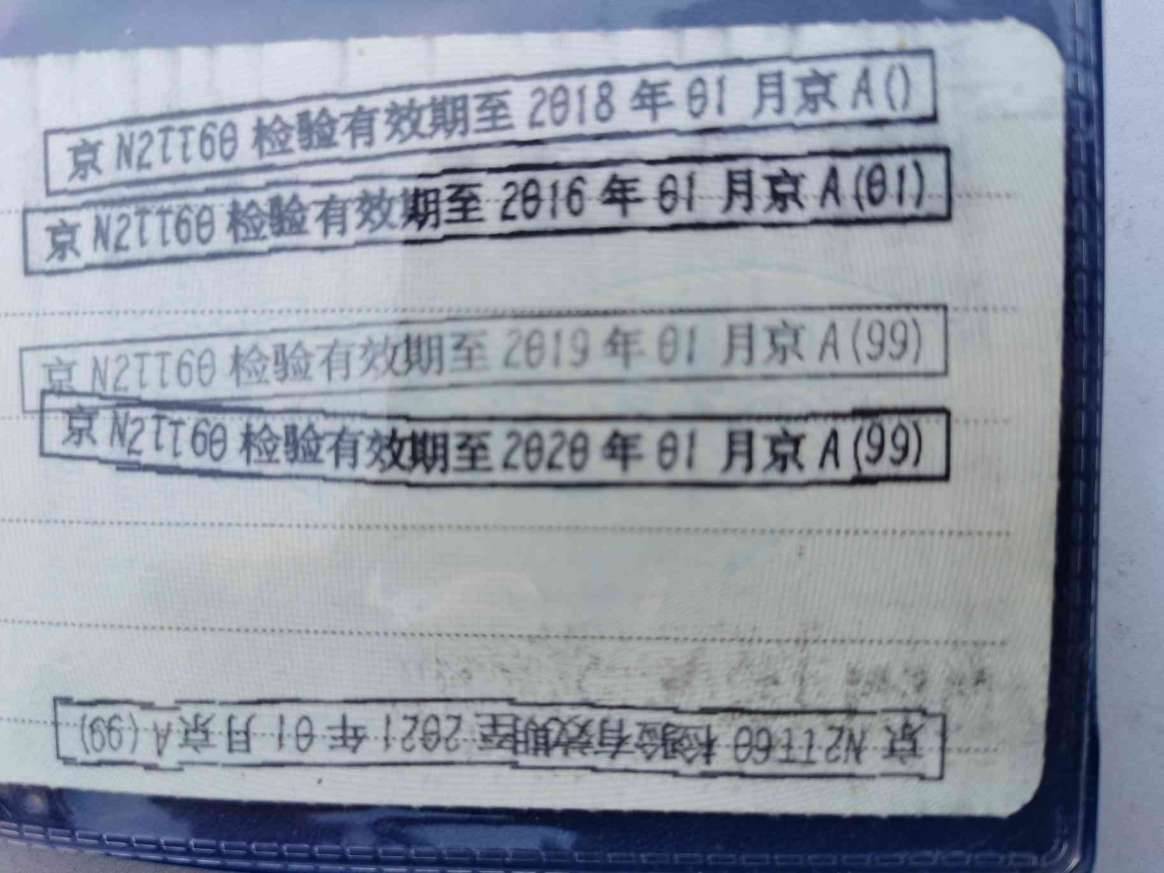 京 N2TT60 检验有效期至 2018 年 01 月京 A()
京 N2TT60 检验有效期至 2016 年 01 月京 A(01)
京 N2TT60 检验有效期至 2019 年 01 月京 A(99)
京 N2TT60 检验有效期至 2020 年 01 月京 A(99)
京 N2TT60 检验有效期至 2021 年 01 月京 A(99)